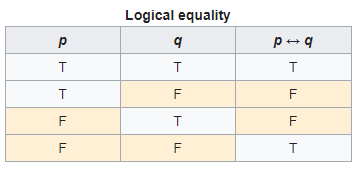 Logical equality
p q p ↔ q
T T T
T F F
F T F
F F T